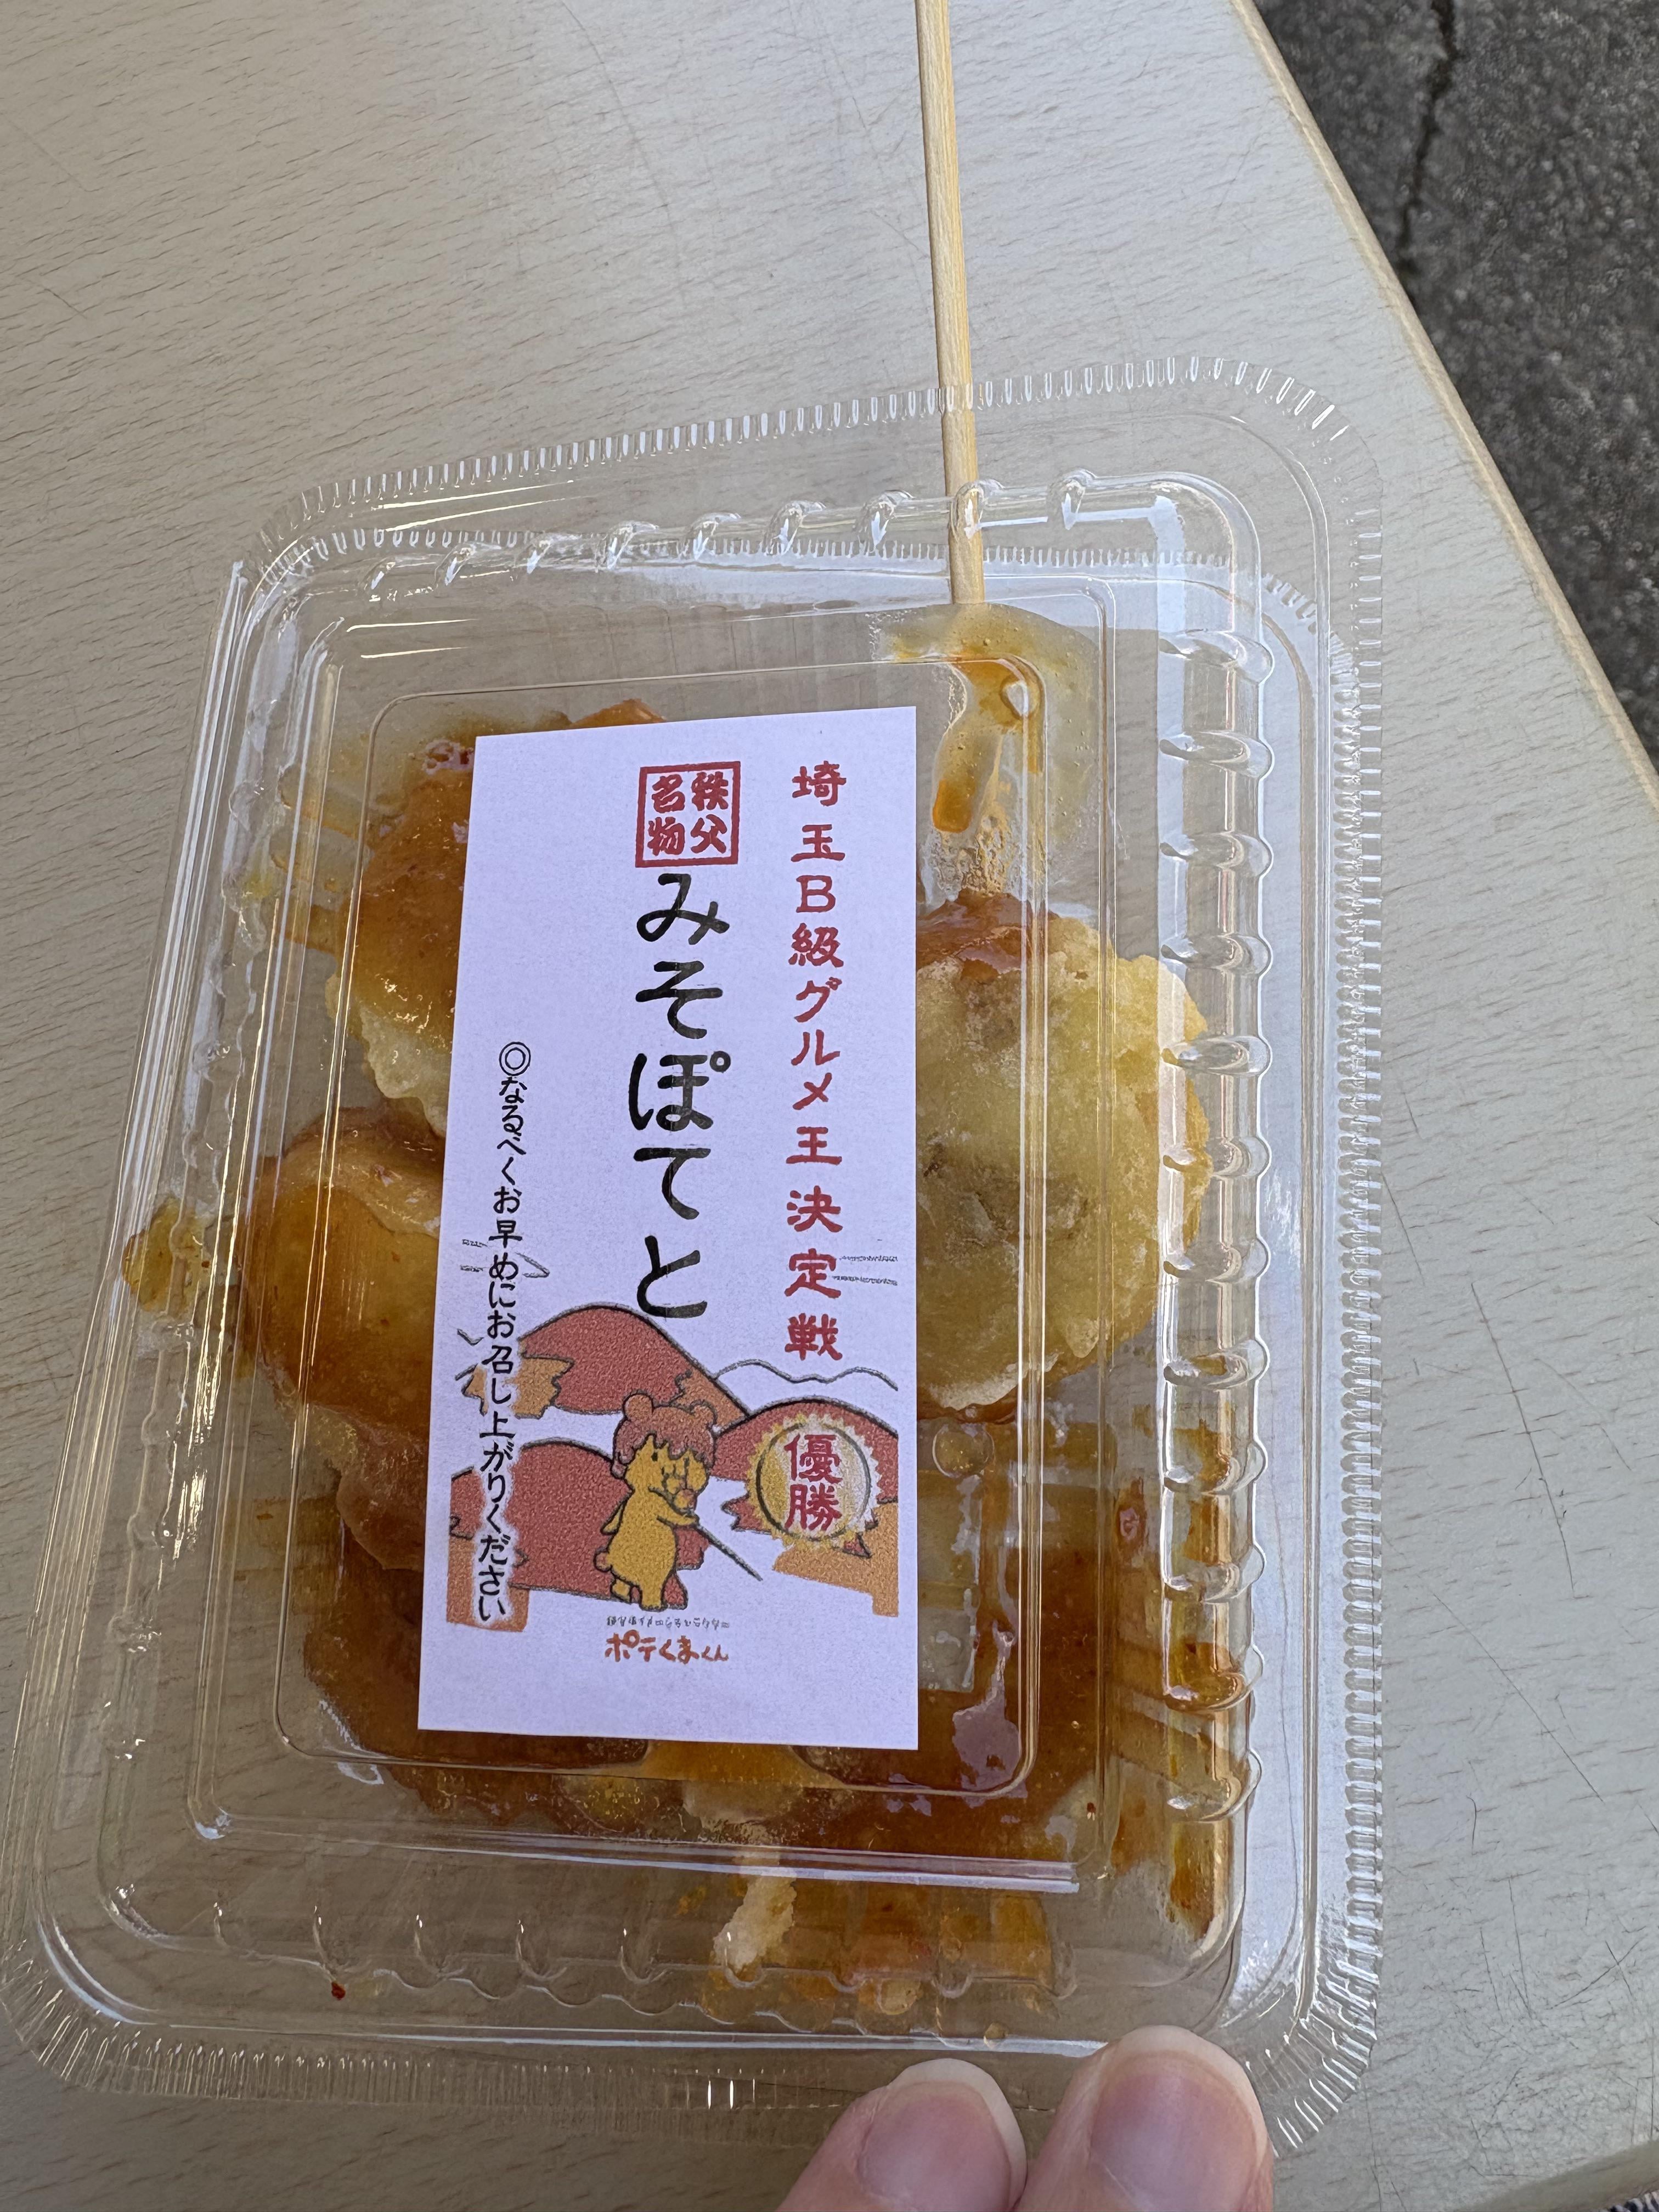 埼玉B級グルメ王決定戦
優勝
秩父
名物
みそぽてと
◎なるべくお早めにお召し上がりください
ポテくまくん